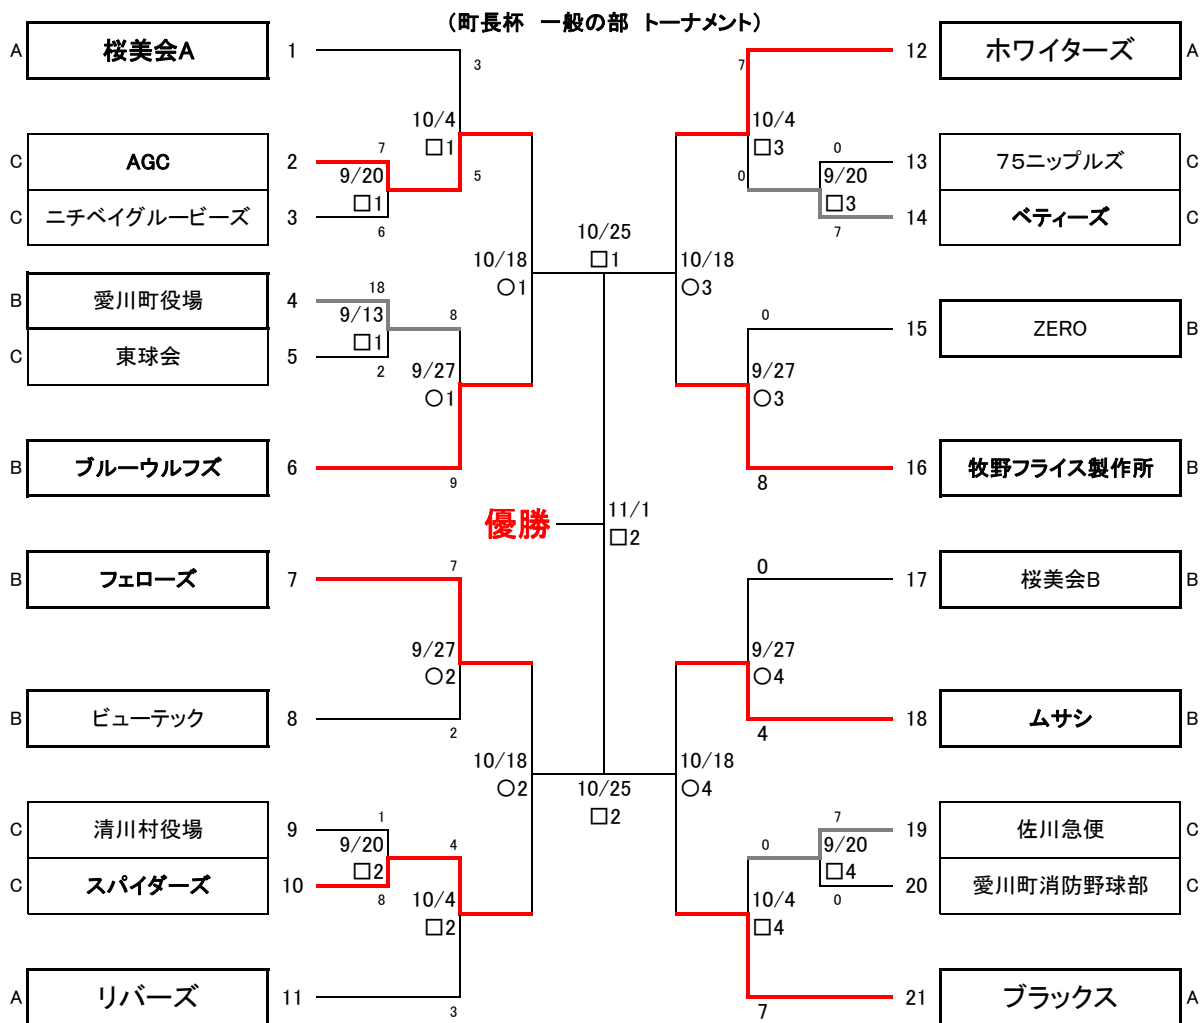 (町長杯 一般の部 トーナメント)
A 桜美会A 1
3
10/4
□1
C AGC 2
7
9/20
□1
5
C ニチベイグルービーズ 3
6
10/18
○1
B 愛川町役場 4
18
9/13
□1
8
C 東球会 5
2
9/27
○1
B ブルーウルフズ 6
9
優勝
11/1
□2
B フェローズ 7
7
9/27
○2
B ビューテック 8
2
10/18
○2
C 清川村役場 9
1
9/20
□2
4
C スパイダーズ 10
8
10/4
□2
A リバーズ 11
3
10/25
□1
10/25
□2
7
12 ホワイターズ A
10/4
□3
0
13 75ニップルズ C
9/20
□3
0
14 ベティーズ C
7
10/18
○3
0
15 ZERO B
9/27
○3
16 牧野フライス製作所 B
8
0
17 桜美会B B
9/27
○4
18 ムサシ B
4
10/18
○4
7
19 佐川急便 C
0
9/20
□4
20 愛川町消防野球部 C
0
10/4
□4
21 ブラックス A
7